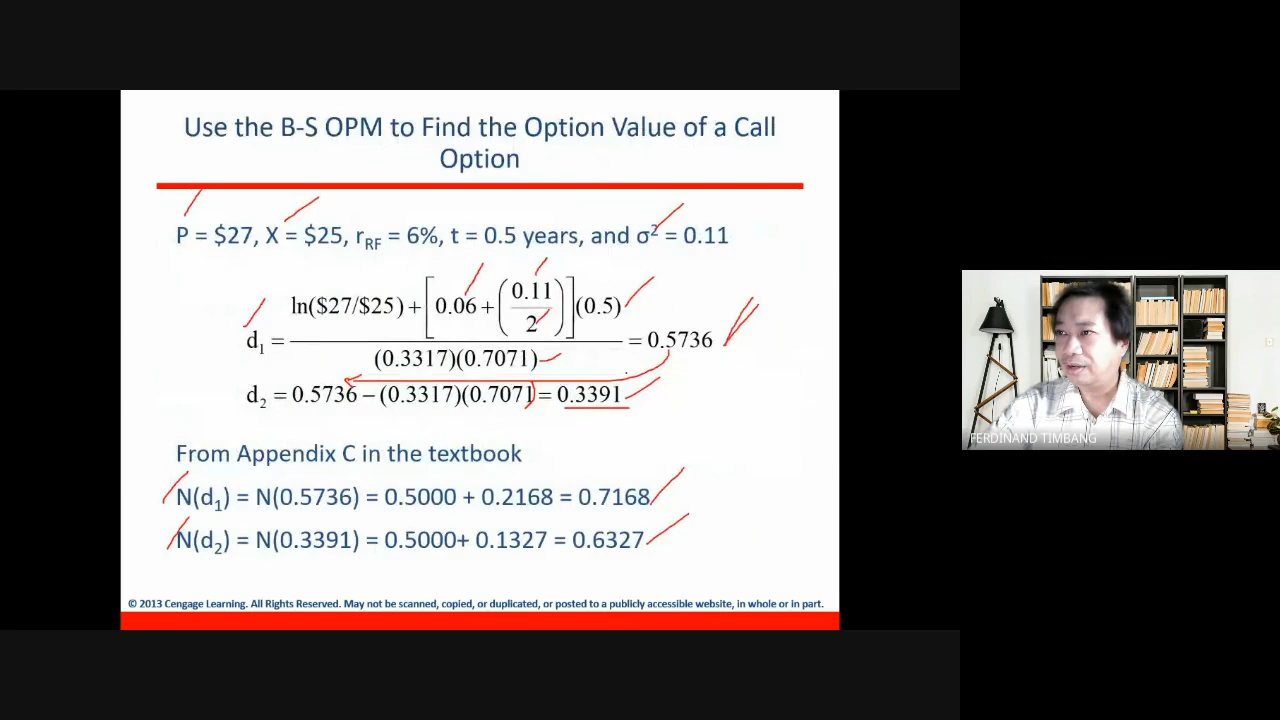 Use the B-S OPM to Find the Option Value of a Call
Option
P = $27, X = $25, r_RF = 6%, t = 0.5 years, and σ² = 0.11
d₁ = (ln($27/$25) + [0.06 + (0.11/2)](0.5)) / ((0.3317)(0.7071)) = 0.5736
d₂ = 0.5736 − (0.3317)(0.7071) = 0.3391
From Appendix C in the textbook
N(d₁) = N(0.5736) = 0.5000 + 0.2168 = 0.7168
N(d₂) = N(0.3391) = 0.5000+ 0.1327 = 0.6327
© 2013 Cengage Learning. All Rights Reserved. May not be scanned, copied, or duplicated, or posted to a publicly accessible website, in whole or in part.
FERDINAND TIMBANG